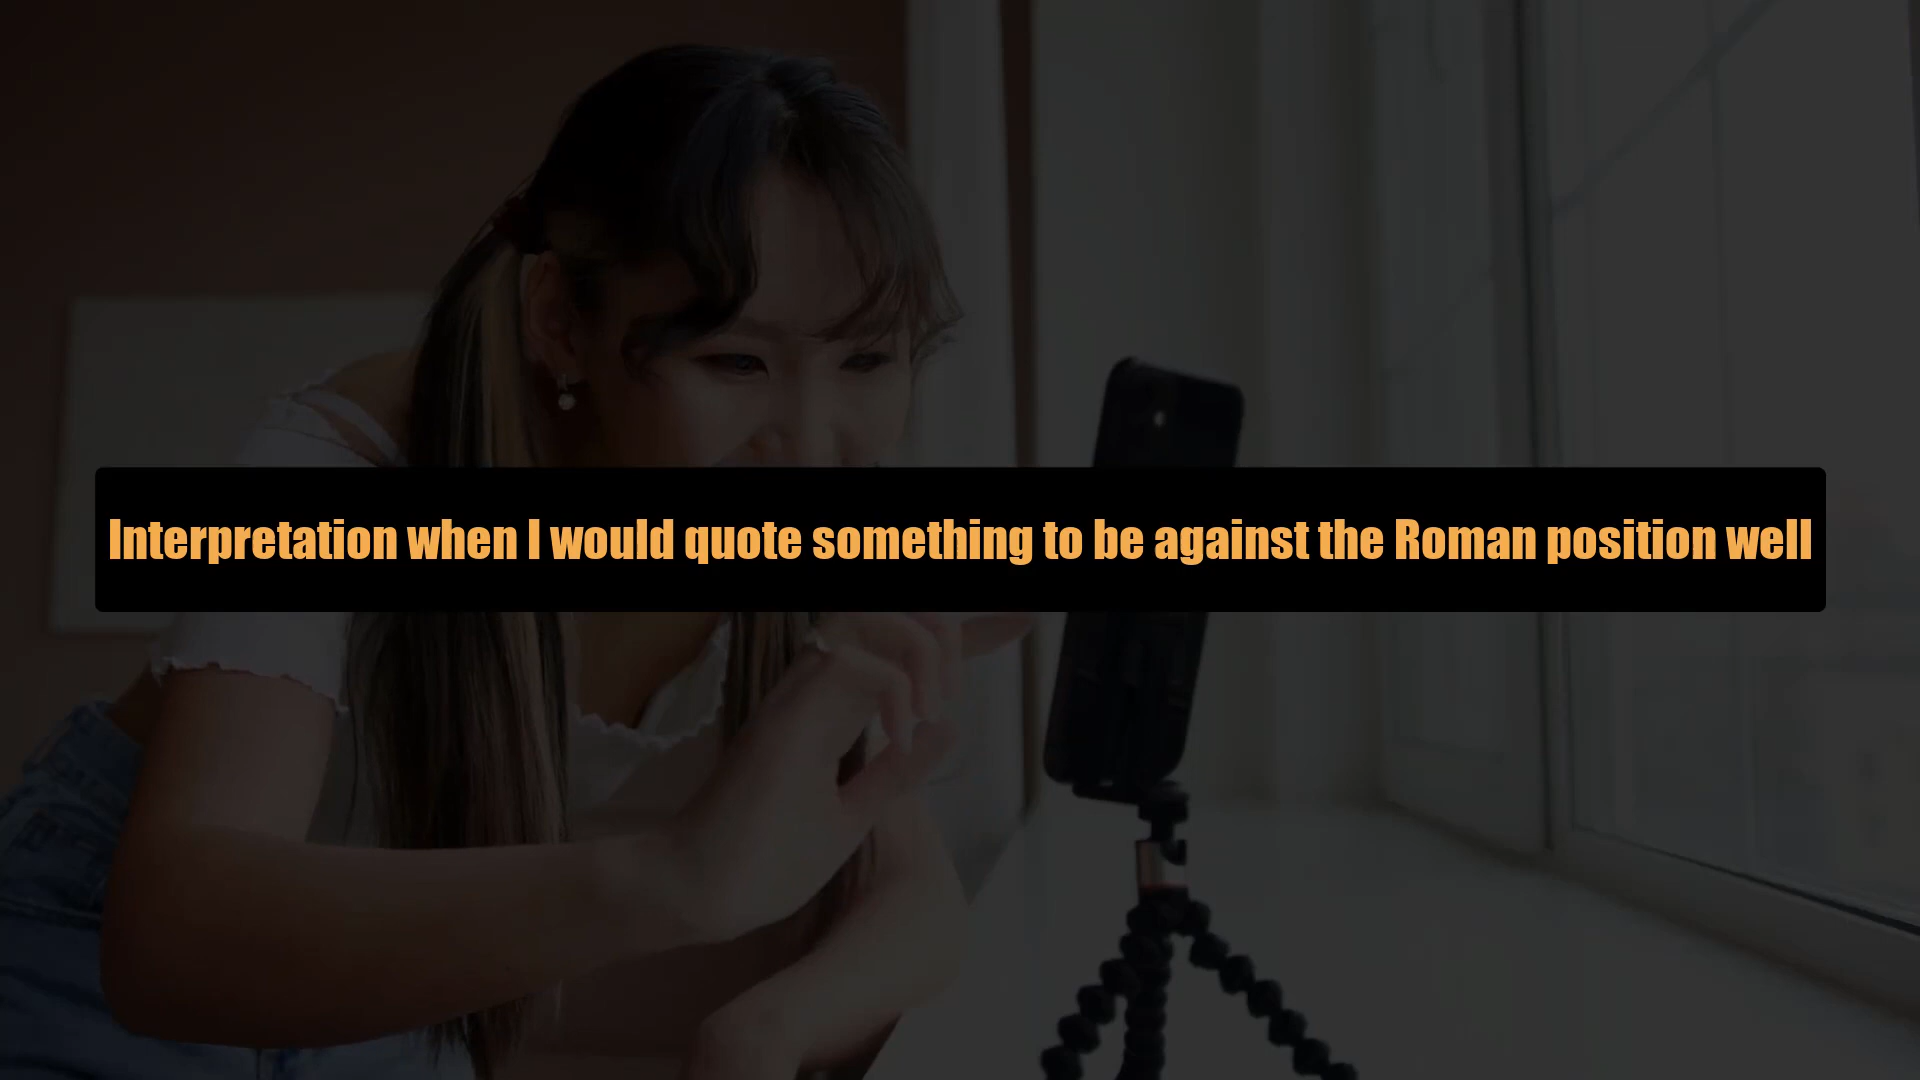 Interpretation when I would quote something to be against the Roman position well